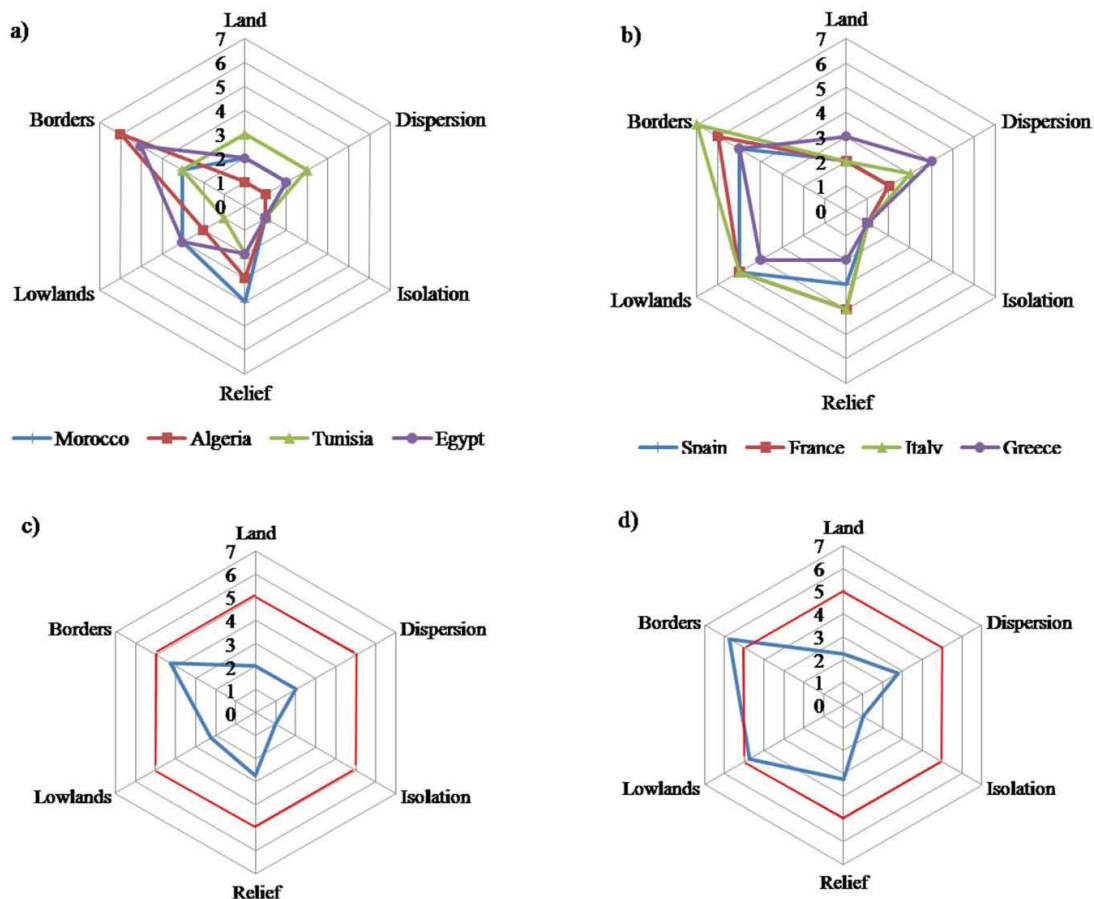 a)
Land
7
6
5
4
3
2
1
0
Borders
Dispersion
Lowlands
Isolation
Relief
Morocco Algeria Tunisia Egypt
b)
Land
7
6
5
4
3
2
1
0
Borders
Dispersion
Lowlands
Isolation
Relief
Spain France Italy Greece
c)
Land
7
6
5
4
3
2
1
0
Borders
Dispersion
Lowlands
Isolation
Relief
d)
Land
7
6
5
4
3
2
1
0
Borders
Dispersion
Lowlands
Isolation
Relief